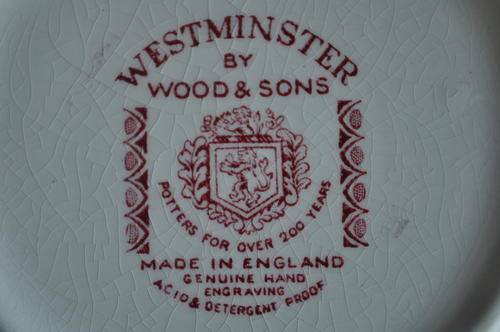 WESTMINSTER
BY
WOOD & SONS
POTTERS FOR OVER 200 YEARS
MADE IN ENGLAND
GENUINE HAND
ENGRAVING
ACID & DETERGENT PROOF